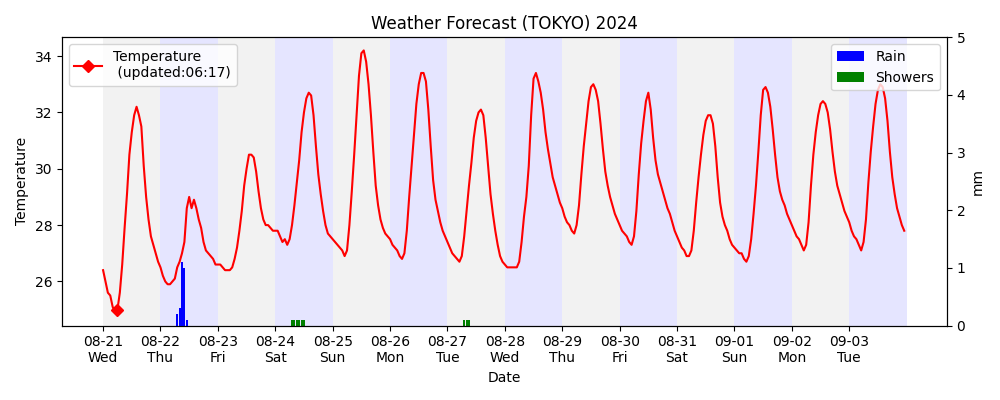 Weather Forecast (TOKYO) 2024
Temperature
(updated:06:17)
Rain
Showers
Temperature
34
32
30
28
26
5
4
3
2
1
0
mm
08-21 08-22 08-23 08-24 08-25 08-26 08-27 08-28 08-29 08-30 08-31 09-01 09-02 09-03
Wed Thu Fri Sat Sun Mon Tue Wed Thu Fri Sat Sun Mon Tue
Date